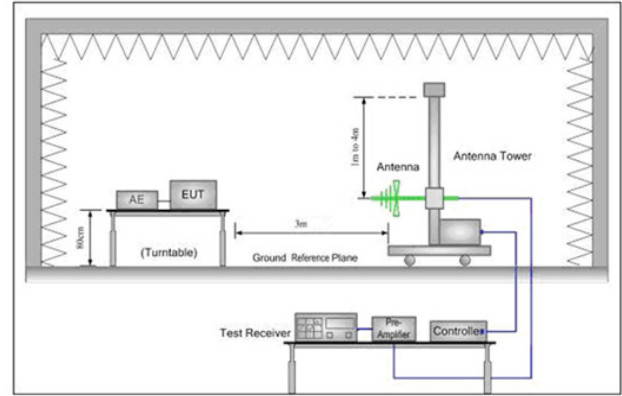 1m to 4m
Antenna
Antenna Tower
AE
EUT
80cm
(Turntable)
3m
Ground Reference Plane
Test Receiver
Pre-
Amplifier
Controller